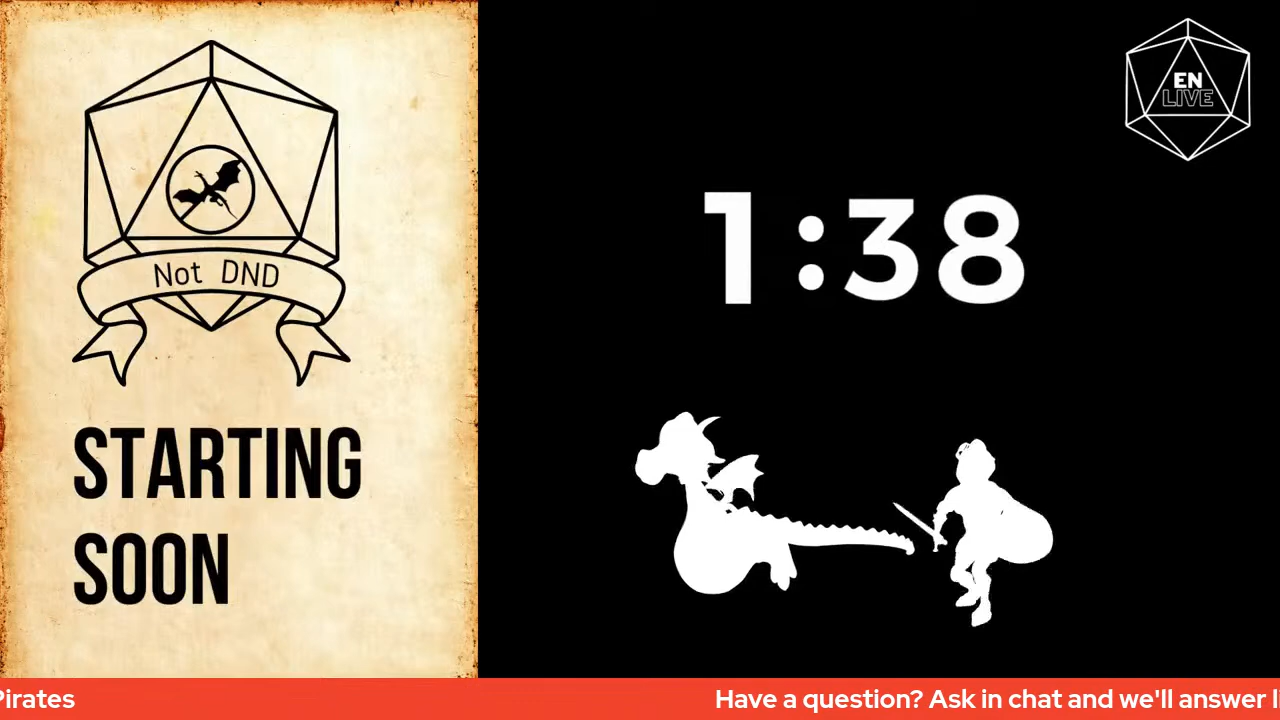 Not DND
STARTING
SOON
EN
LIVE
1:38
Pirates
Have a question? Ask in chat and we'll answer